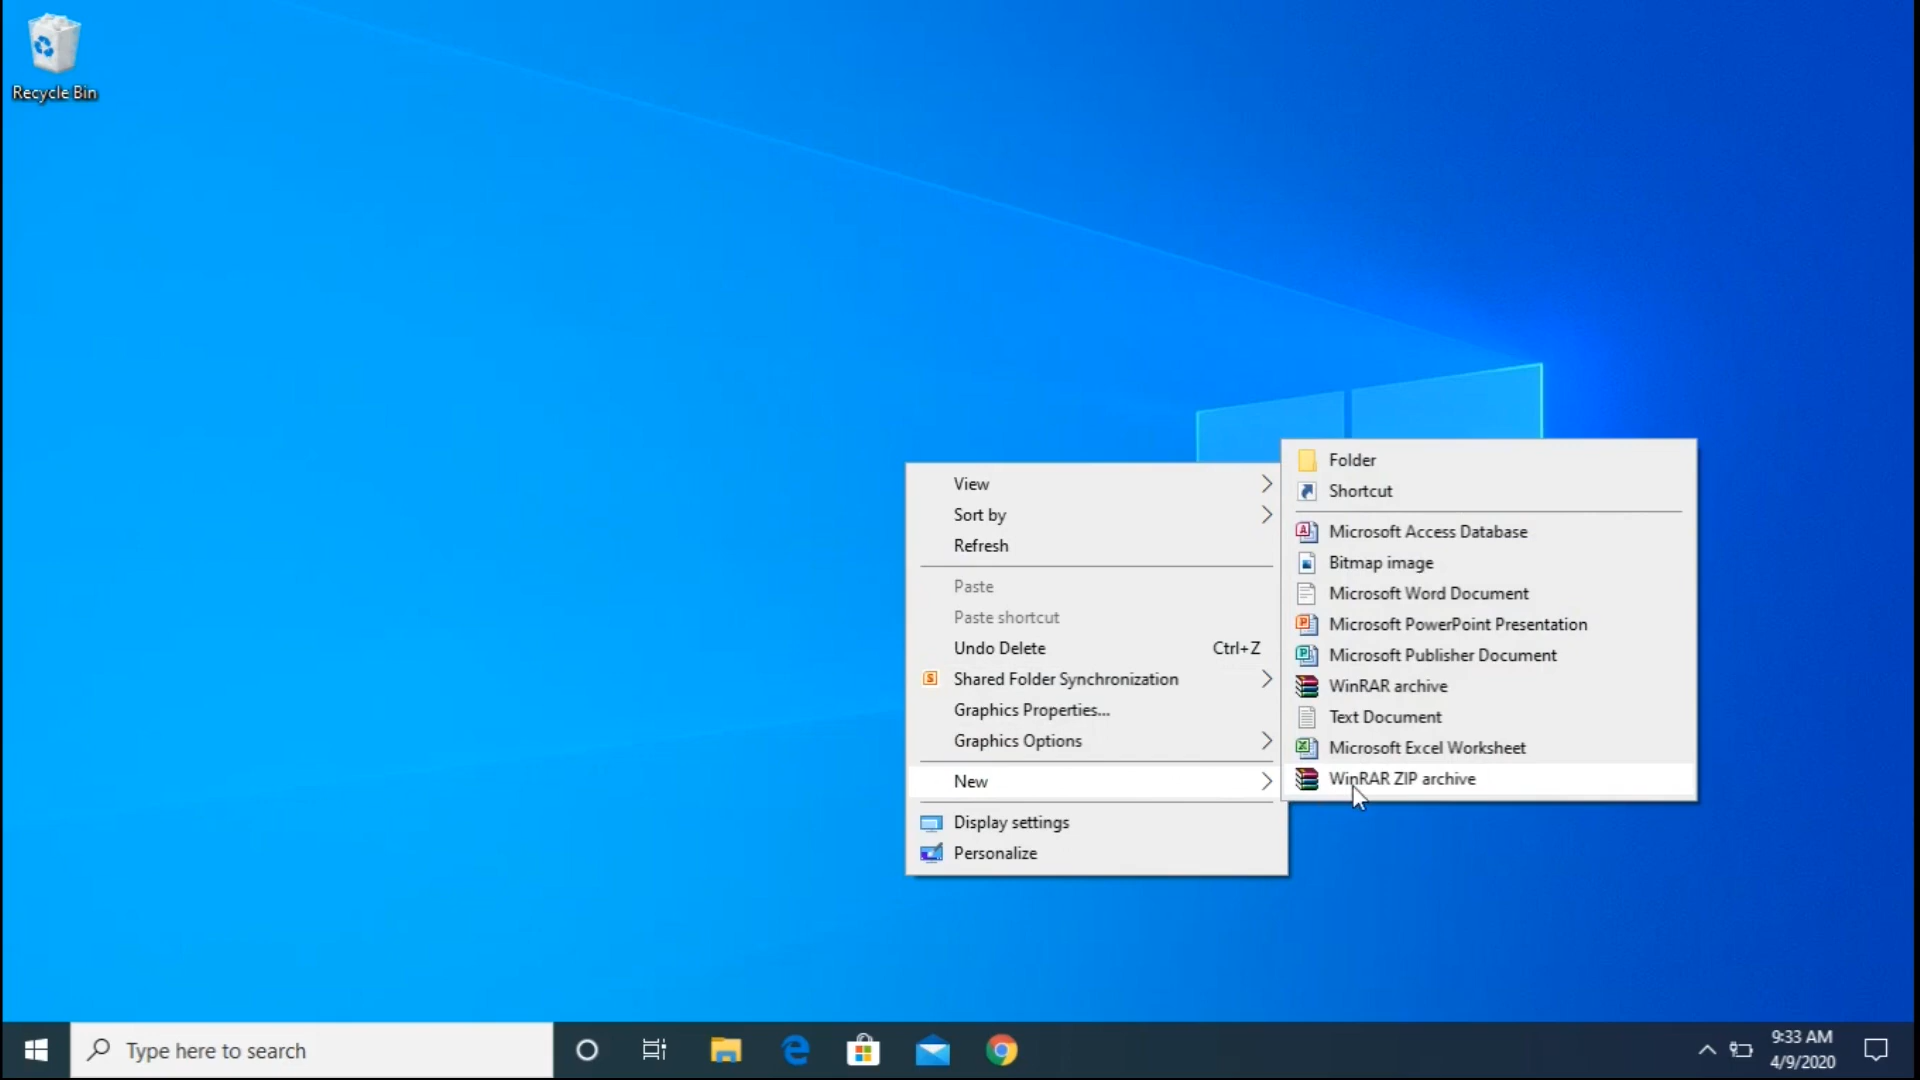 Recycle Bin
View
Sort by
Refresh
Paste
Paste shortcut
Undo Delete Ctrl+Z
Shared Folder Synchronization
Graphics Properties...
Graphics Options
New
Display settings
Personalize
Folder
Shortcut
Microsoft Access Database
Bitmap image
Microsoft Word Document
Microsoft PowerPoint Presentation
Microsoft Publisher Document
WinRAR archive
Text Document
Microsoft Excel Worksheet
WinRAR ZIP archive
Type here to search
9:33 AM
4/9/2020